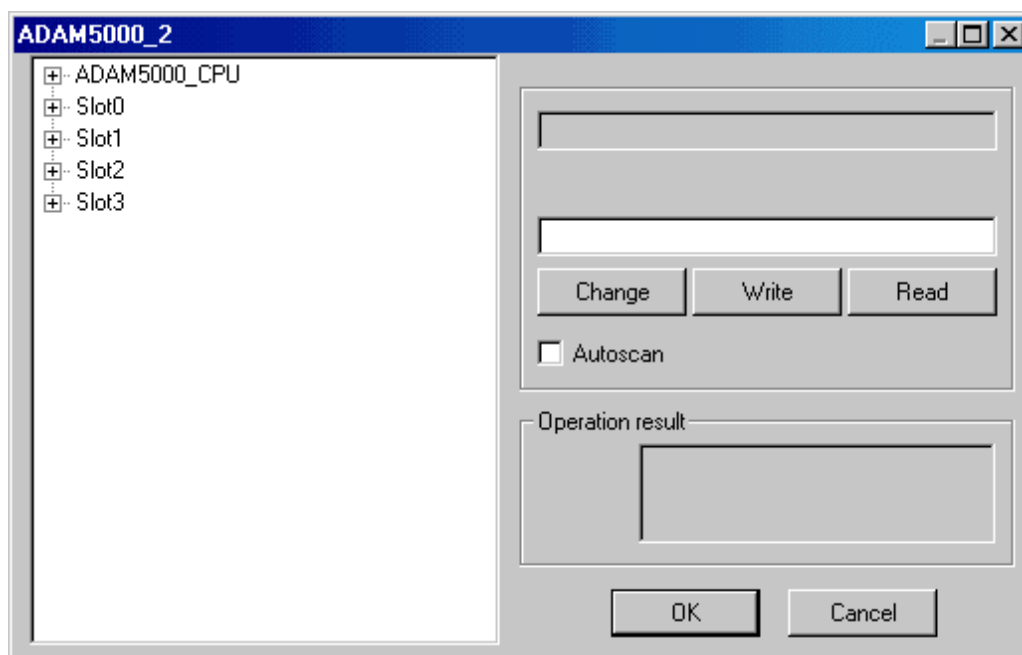 ADAM5000_2
ADAM5000_CPU
Slot0
Slot1
Slot2
Slot3
Change Write Read
Autoscan
Operation result
OK Cancel